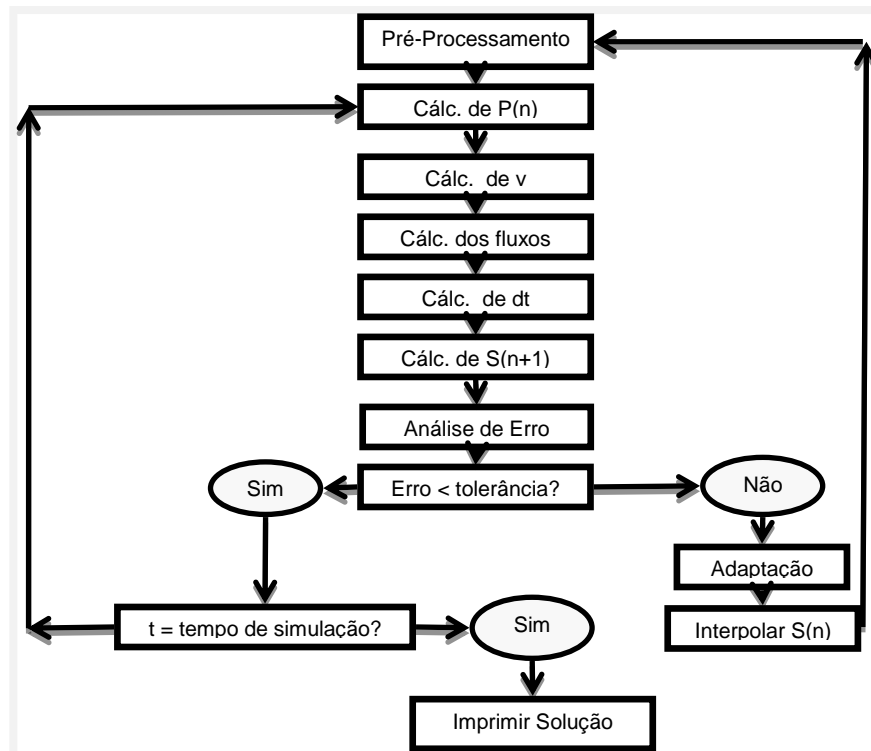 Pré-Processamento
Cálc. de P(n)
Cálc. de v
Cálc. dos fluxos
Cálc. de dt
Cálc. de S(n+1)
Análise de Erro
Sim
Erro < tolerância?
Não
Adaptação
t = tempo de simulação?
Sim
Interpolar S(n)
Imprimir Solução